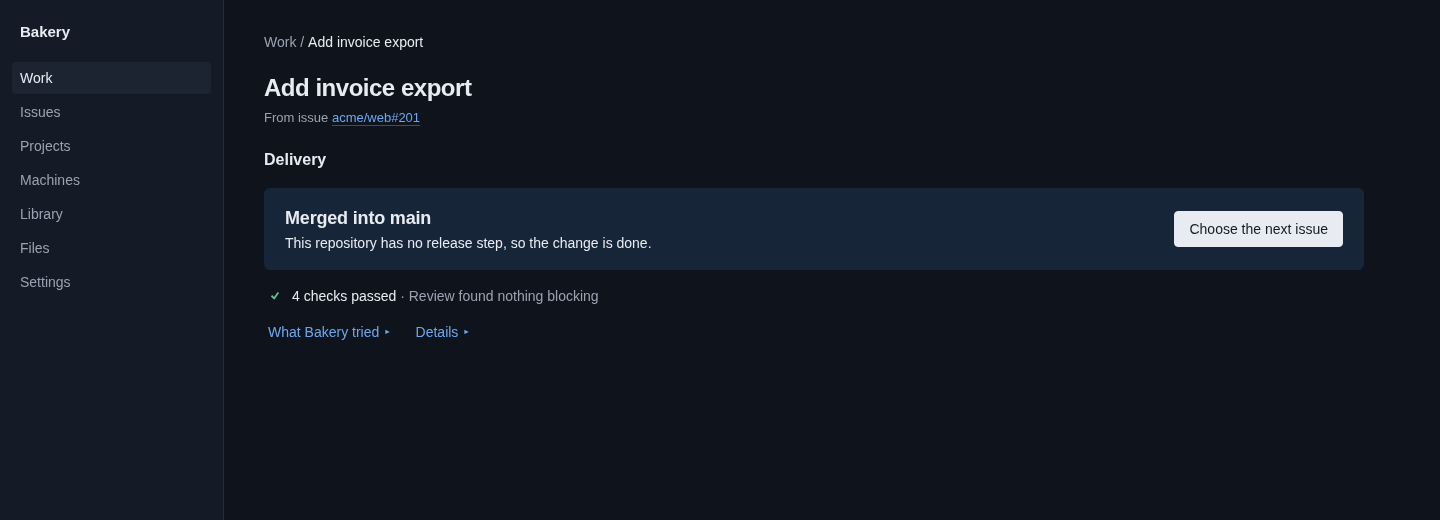 Bakery
Work
Issues
Projects
Machines
Library
Files
Settings
Work / Add invoice export
Add invoice export
From issue acme/web#201
Delivery
Merged into main
This repository has no release step, so the change is done.
Choose the next issue
4 checks passed · Review found nothing blocking
What Bakery tried ▸ Details ▸